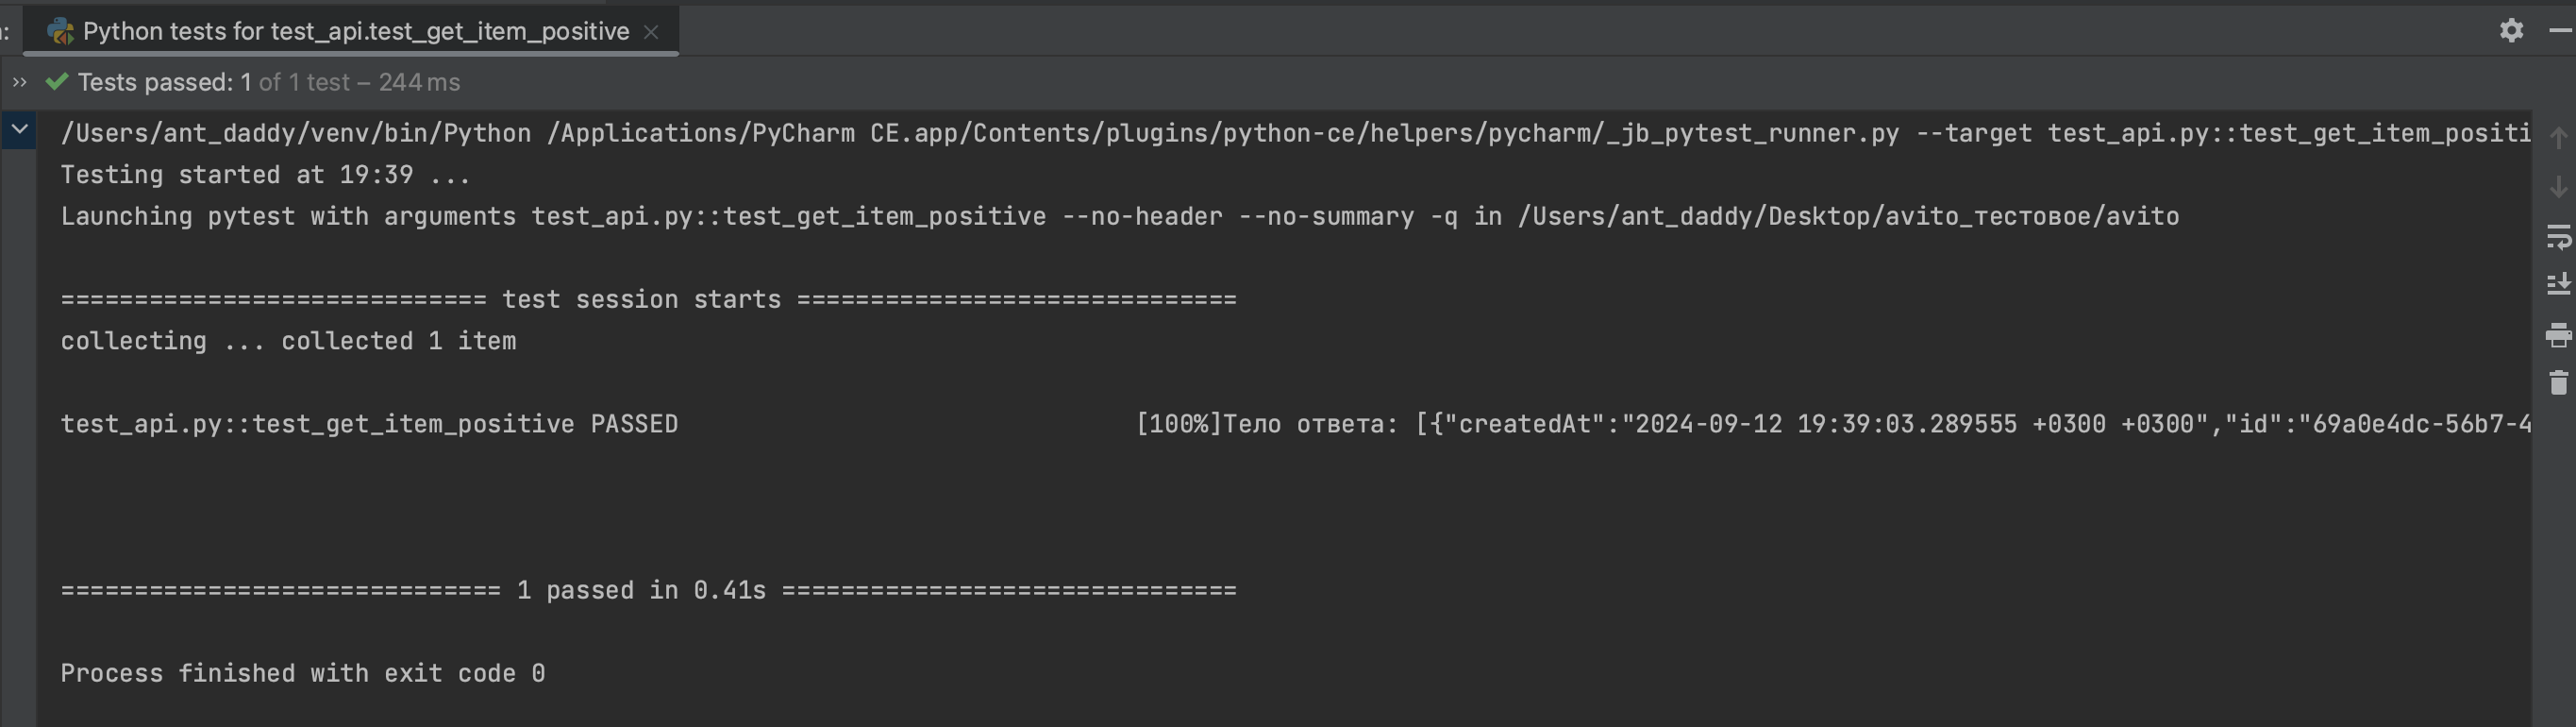 :
Python tests for test_api.test_get_item_positive
Tests passed: 1 of 1 test – 244 ms
/Users/ant_daddy/venv/bin/Python /Applications/PyCharm CE.app/Contents/plugins/python-ce/helpers/pycharm/_jb_pytest_runner.py --target test_api.py::test_get_item_positi
Testing started at 19:39 ...
Launching pytest with arguments test_api.py::test_get_item_positive --no-header --no-summary -q in /Users/ant_daddy/Desktop/avito_тестовое/avito
============================= test session starts ==============================
collecting ... collected 1 item
test_api.py::test_get_item_positive PASSED [100%]Тело ответа: [{"createdAt":"2024-09-12 19:39:03.289555 +0300 +0300","id":"69a0e4dc-56b7-4
============================== 1 passed in 0.41s ===============================
Process finished with exit code 0